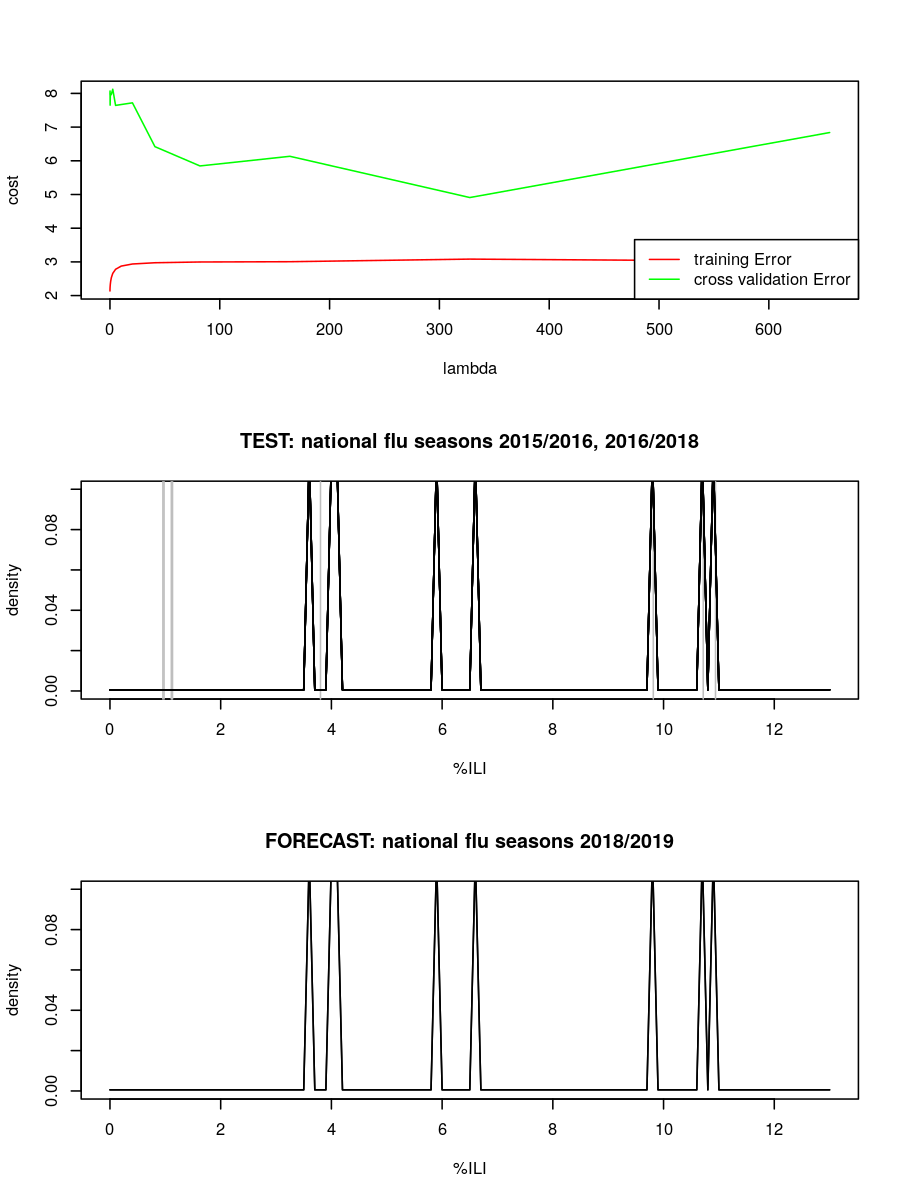 8
7
6
5
4
3
2
cost
training Error
cross validation Error
0 100 200 300 400 500 600
lambda
TEST: national flu seasons 2015/2016, 2016/2018
0.08
0.04
0.00
density
0 2 4 6 8 10 12
%ILI
FORECAST: national flu seasons 2018/2019
0.08
0.04
0.00
density
0 2 4 6 8 10 12
%ILI